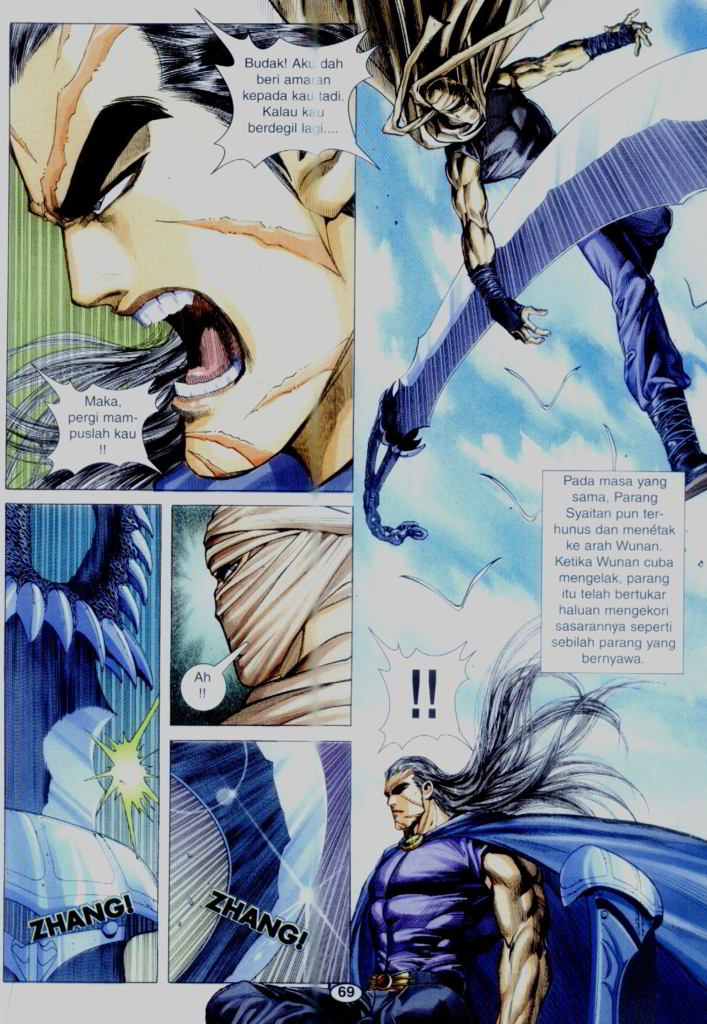 Budak! Aku dah
beri amaran
kepada kau tadi.
Kalau kau
berdegil lagi....
Maka,
pergi mam-
puslah kau
!!
Pada masa yang
sama, Parang
Syaitan pun ter-
hunus dan menétak
ke arah Wunan.
Ketika Wunan cuba
mengelak, parang
itu telah bertukar
haluan mengekori
sasarannya seperti
sebilah parang yang
bernyawa.
Ah
!!
!!
ZHANG!
ZHANG!
69